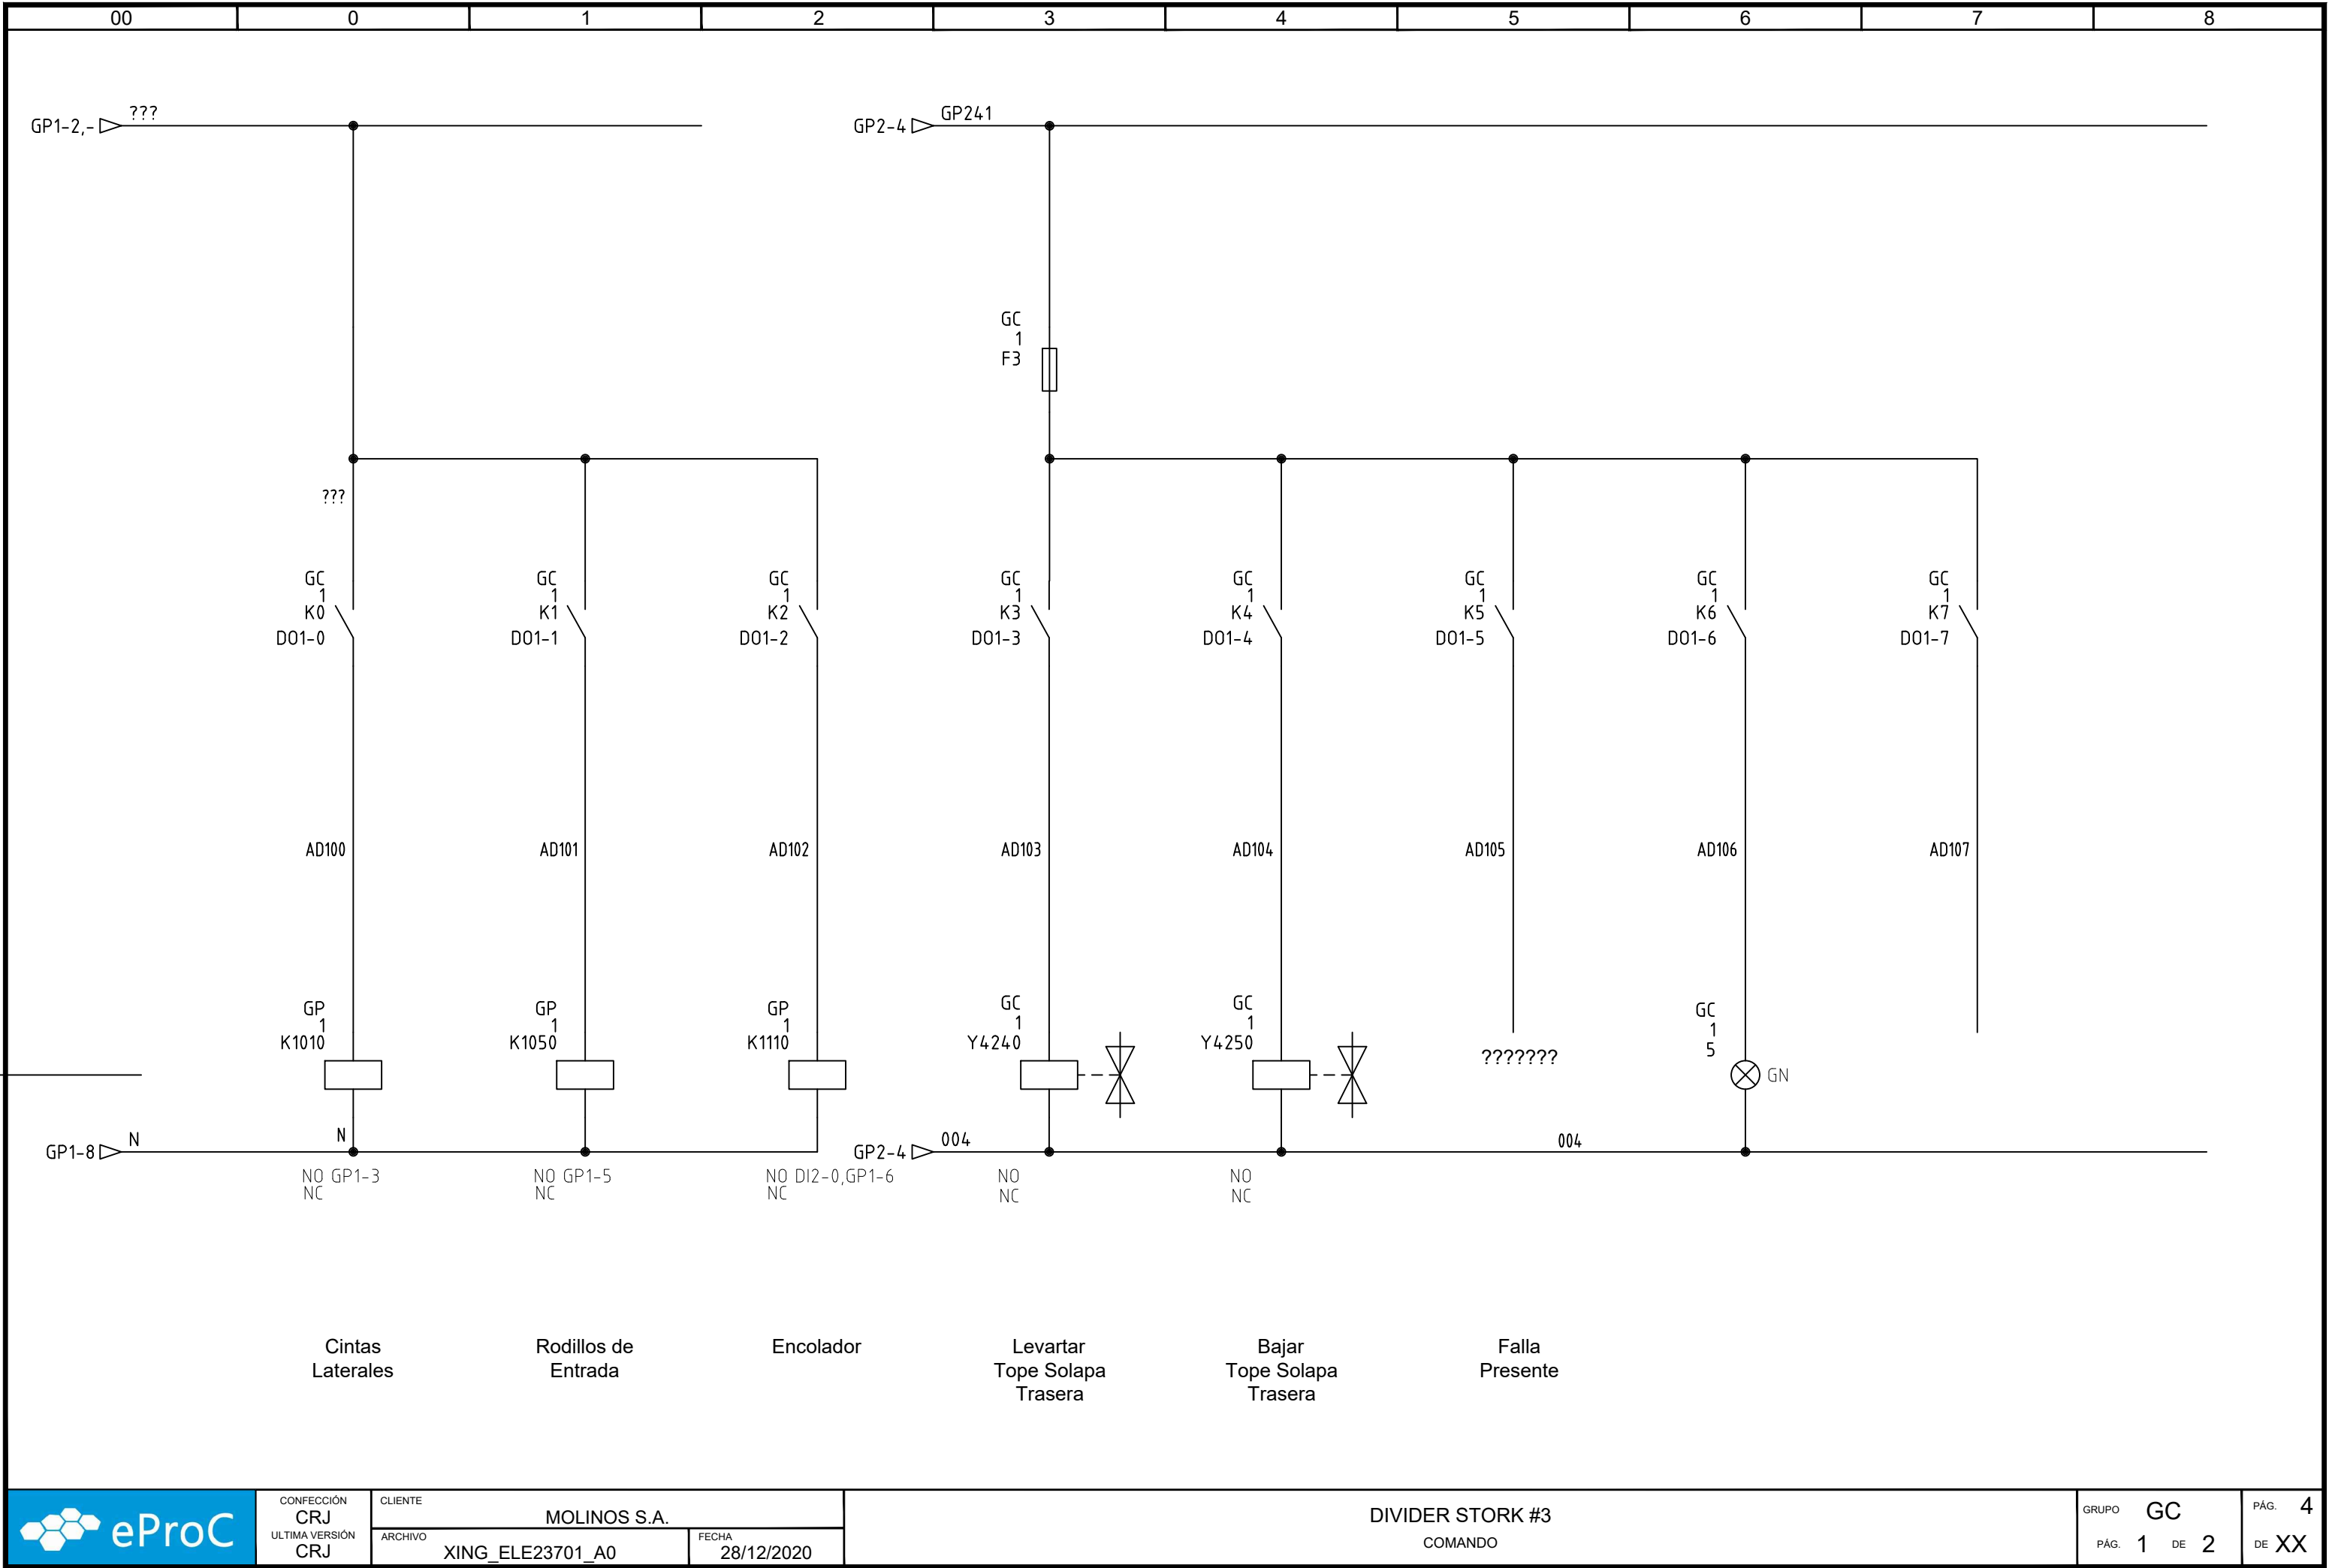 00 0 1 2 3 4 5 6 7 8
GP1-2,- ???
GP2-4 GP241
GC
1
F3
???
GC
1
K0
DO1-0
GC
1
K1
DO1-1
GC
1
K2
DO1-2
GC
1
K3
DO1-3
GC
1
K4
DO1-4
GC
1
K5
DO1-5
GC
1
K6
DO1-6
GC
1
K7
DO1-7
AD100 AD101 AD102 AD103 AD104 AD105 AD106 AD107
GP
1
K1010
GP
1
K1050
GP
1
K1110
GC
1
Y4240
GC
1
Y4250
???????
GC
1
5
GN
GP1-8 N N
GP2-4 004 004
NO GP1-3
NC
NO GP1-5
NC
NO DI2-0,GP1-6
NC
NO
NC
NO
NC
Cintas
Laterales
Rodillos de
Entrada
Encolador
Levartar
Tope Solapa
Trasera
Bajar
Tope Solapa
Trasera
Falla
Presente
eProC
CONFECCIÓN
CRJ
ULTIMA VERSIÓN
CRJ
CLIENTE
MOLINOS S.A.
ARCHIVO
XING_ELE23701_A0
FECHA
28/12/2020
DIVIDER STORK #3
COMANDO
GRUPO GC
PÁG. 1 DE 2
PÁG. 4
DE XX